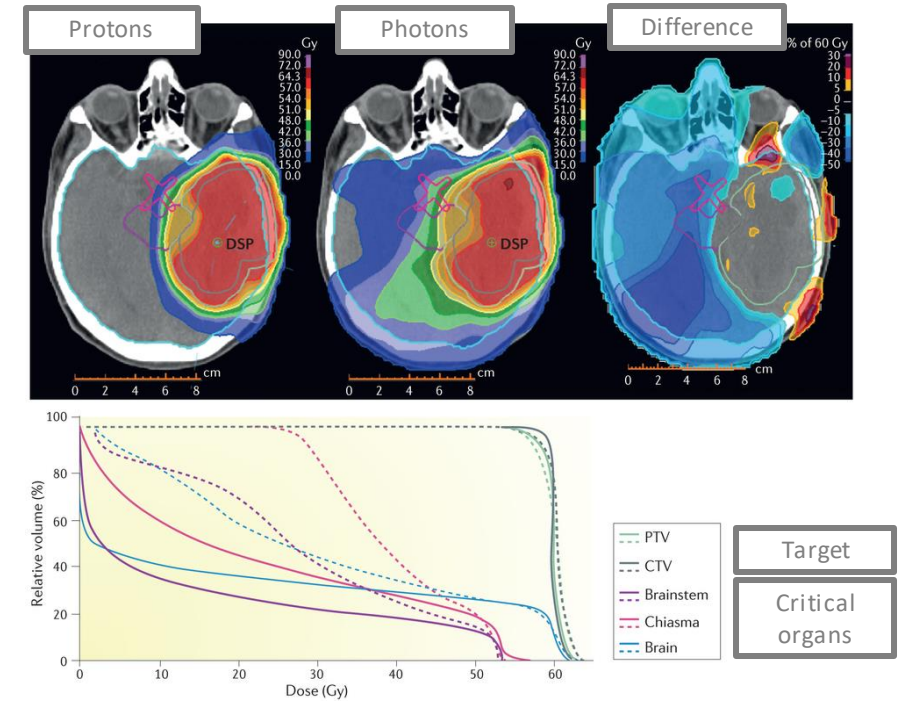 Protons
Photons
Difference
Gy
90.0
72.0
64.3
57.0
54.0
51.0
48.0
42.0
36.0
30.0
15.0
0.0
DSP
cm
0 2 4 6 8
Gy
90.0
72.0
64.3
57.0
54.0
51.0
48.0
42.0
36.0
30.0
15.0
0.0
DSP
cm
0 2 4 6 8
% of 60 Gy
30
20
10
5
0
−5
−10
−20
−30
−40
−50
cm
0 2 4 6 8
Relative volume (%)
100
80
60
40
20
0
0 10 20 30 40 50 60
Dose (Gy)
PTV
CTV
Brainstem
Chiasma
Brain
Target
Critical
organs